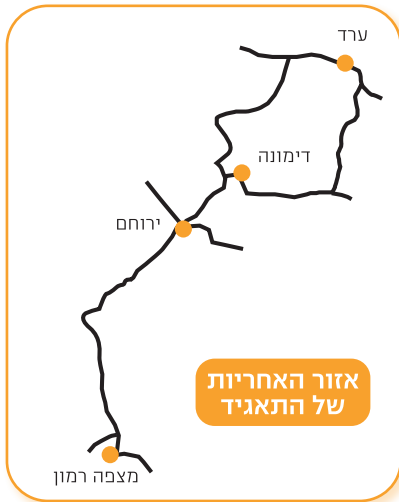 ערד
דימונה
ירוחם
אזור האחריות
של התאגיד
מצפה רמון